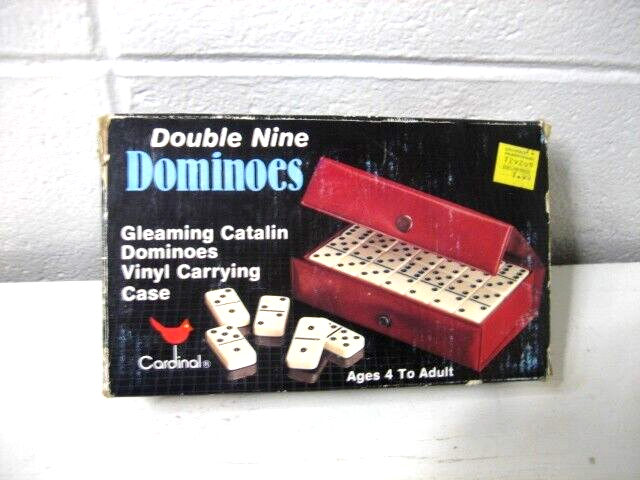 Double Nine
Dominoes
Gleaming Catalin
Dominoes
Vinyl Carrying
Case
Cardinal®
Ages 4 To Adult